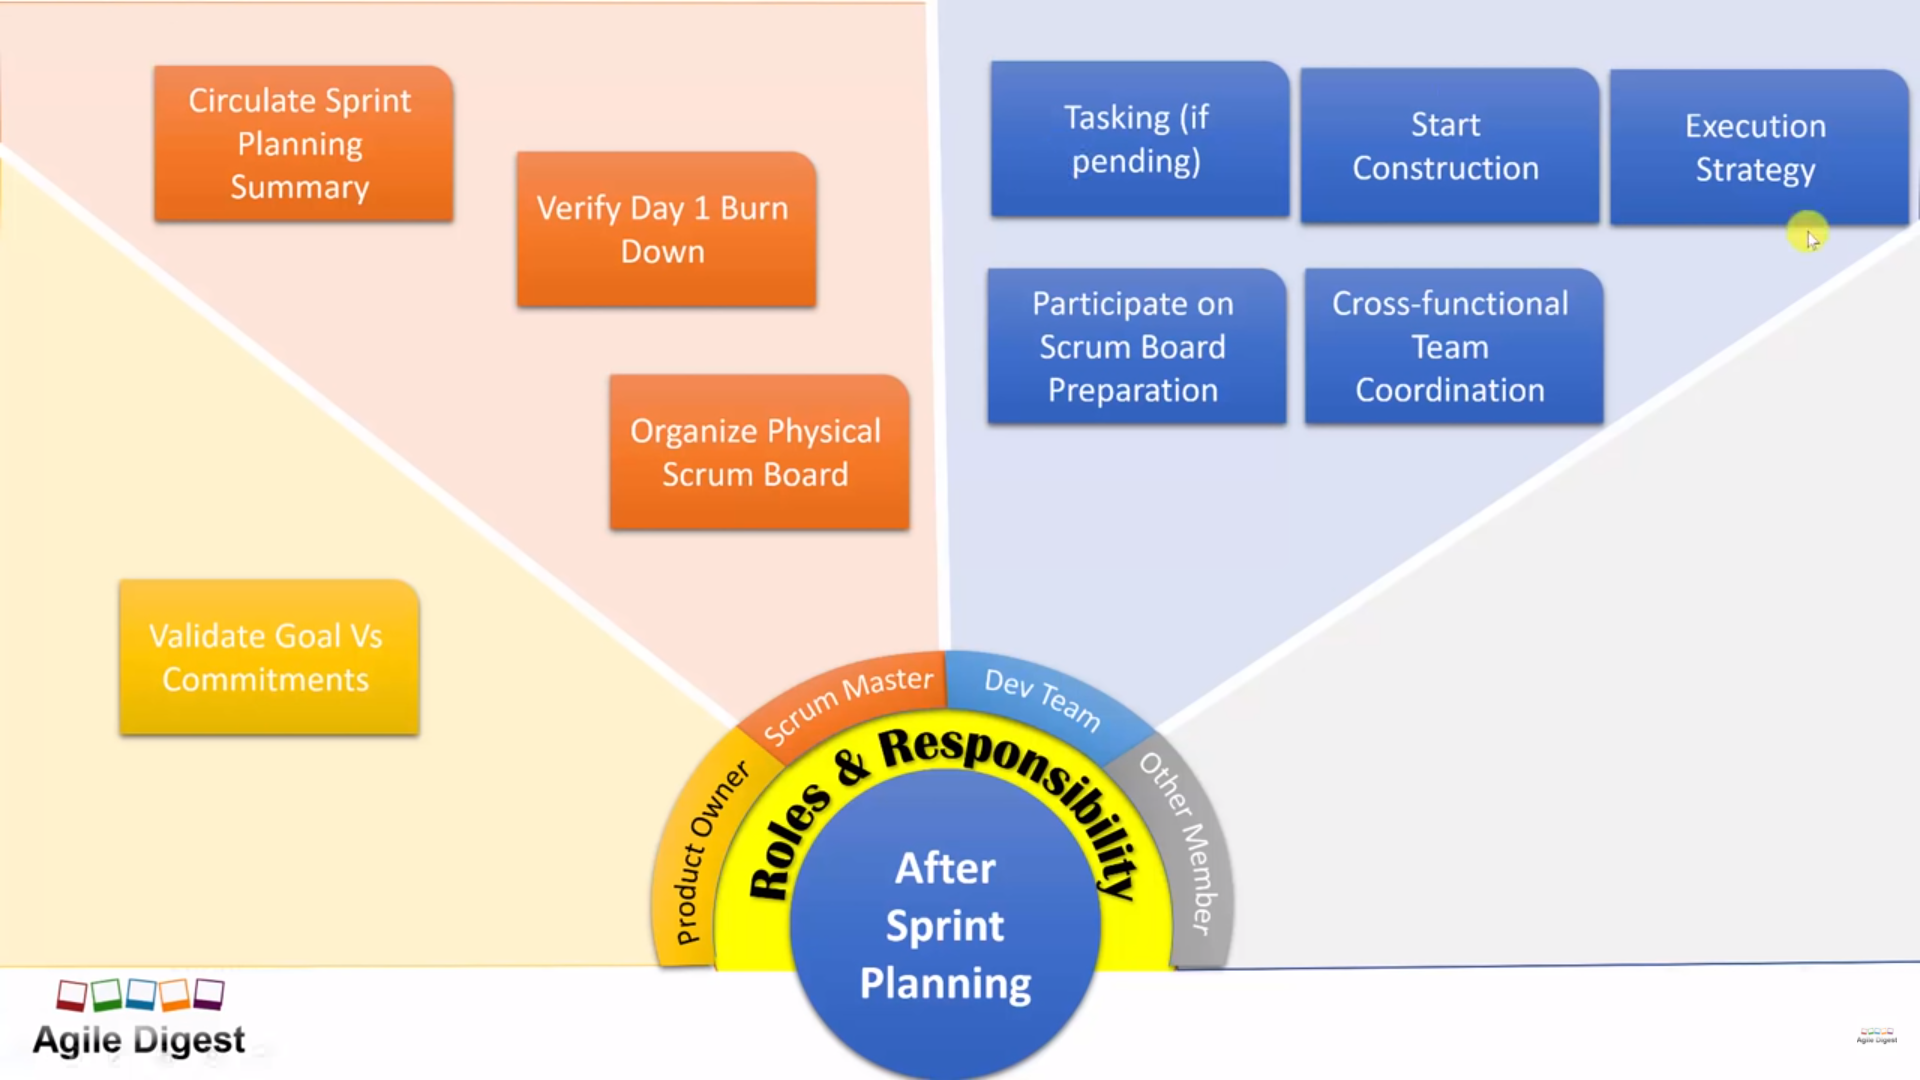 Circulate Sprint
Planning
Summary
Verify Day 1 Burn
Down
Organize Physical
Scrum Board
Tasking (if
pending)
Start
Construction
Execution
Strategy
Participate on
Scrum Board
Preparation
Cross-functional
Team
Coordination
Validate Goal Vs
Commitments
Product Owner
Scrum Master
Dev Team
Other Member
Roles & Responsibility
After
Sprint
Planning
Agile Digest
Agile Digest